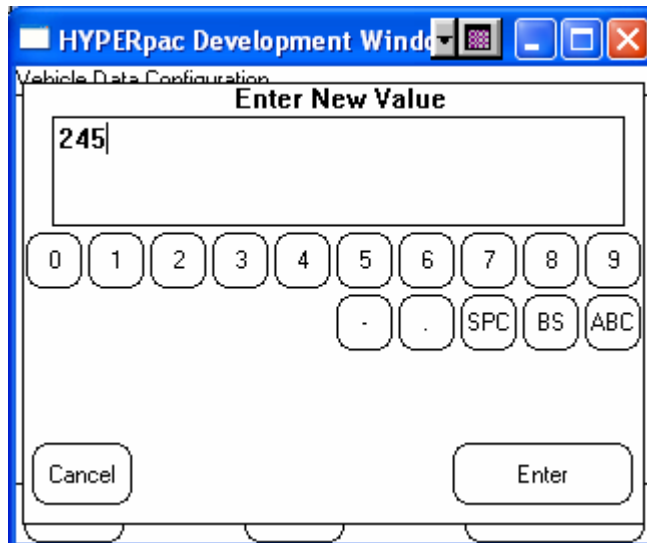 HYPERpac Development Windo
Vehicle Data Configuration
Enter New Value
245
0 1 2 3 4 5 6 7 8 9
- . SPC BS ABC
Cancel Enter